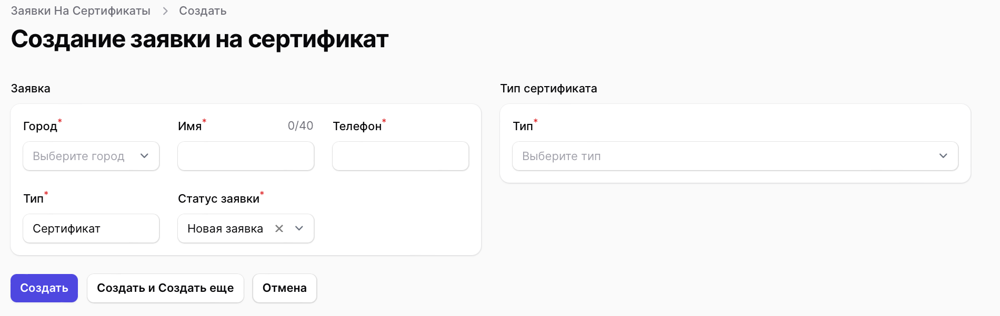 Заявки На Сертификаты > Создать
Создание заявки на сертификат
Заявка
Город*
Имя* 0/40
Телефон*
Выберите город
Тип*
Статус заявки*
Сертификат
Новая заявка
Тип сертификата
Тип*
Выберите тип
Создать
Создать и Создать еще
Отмена